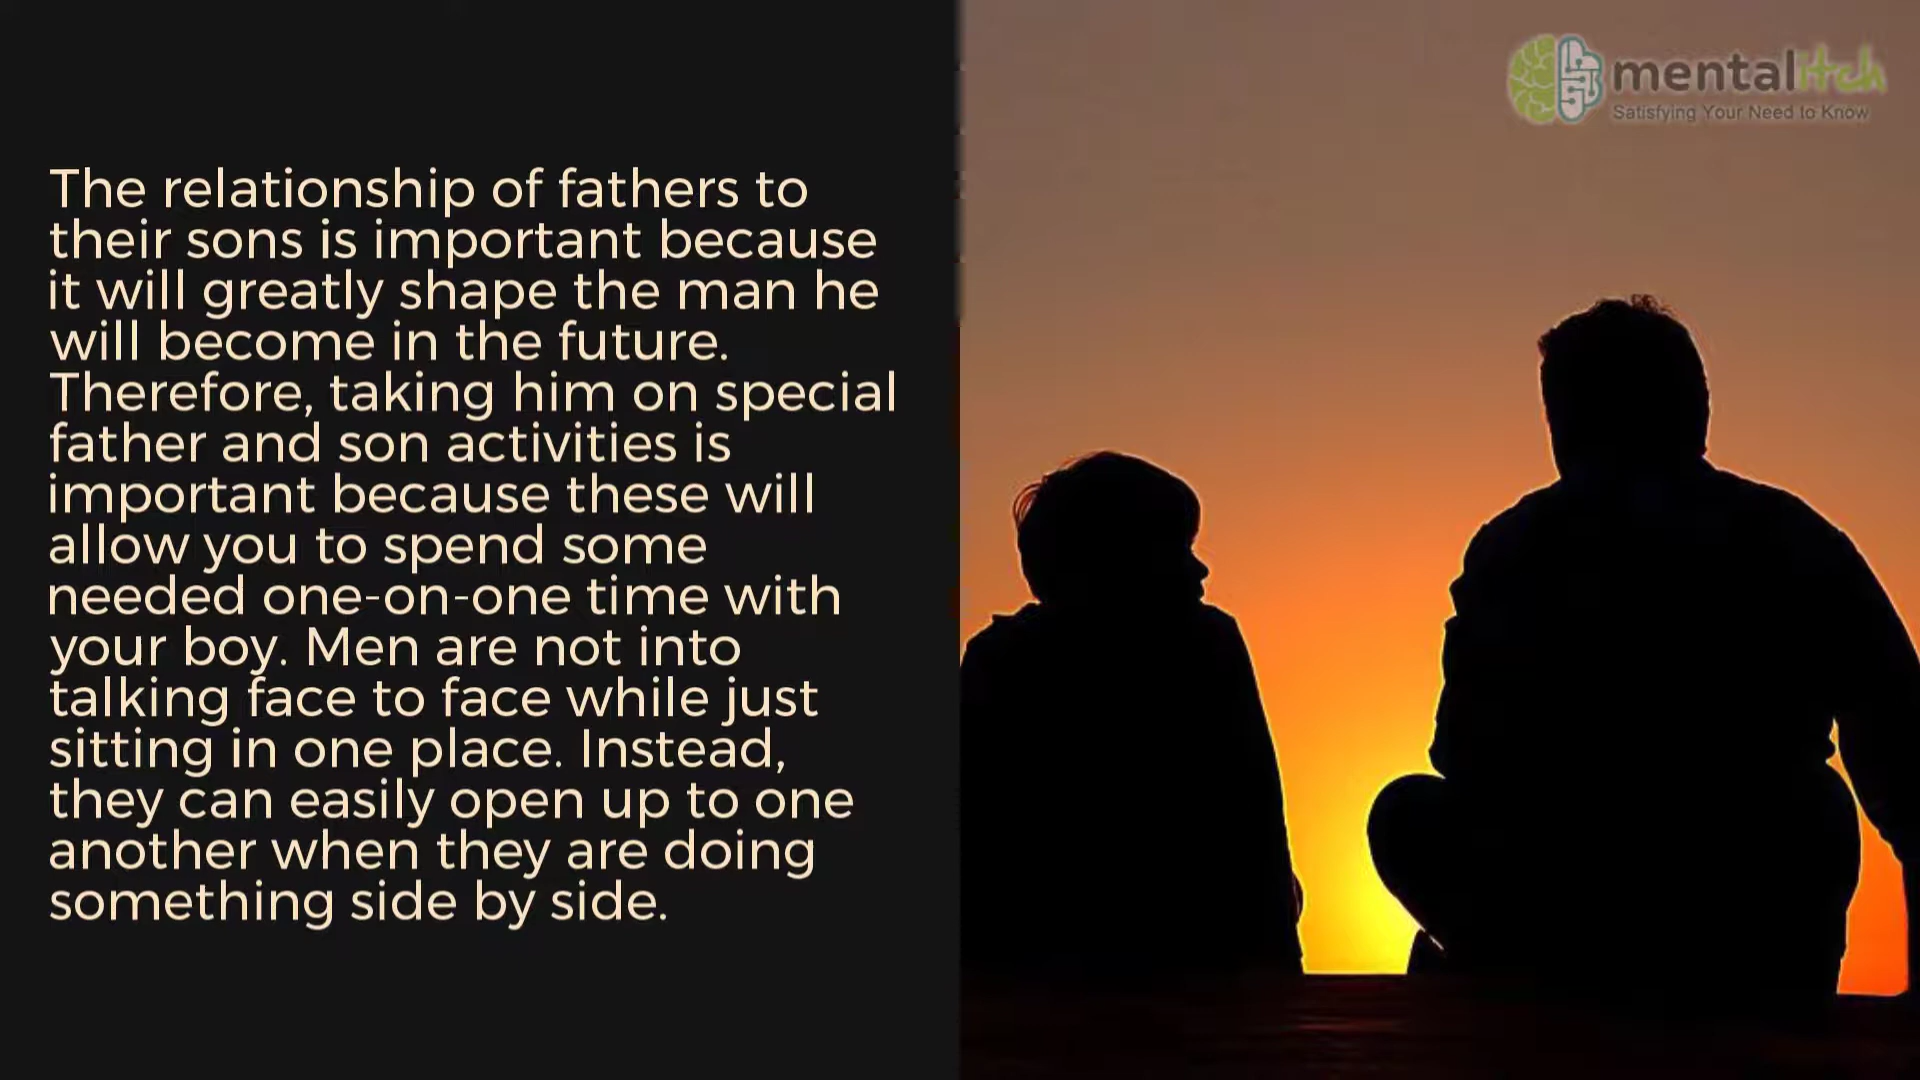 mentalitch
Satisfying Your Need to Know
The relationship of fathers to
their sons is important because
it will greatly shape the man he
will become in the future.
Therefore, taking him on special
father and son activities is
important because these will
allow you to spend some
needed one-on-one time with
your boy. Men are not into
talking face to face while just
sitting in one place. Instead,
they can easily open up to one
another when they are doing
something side by side.